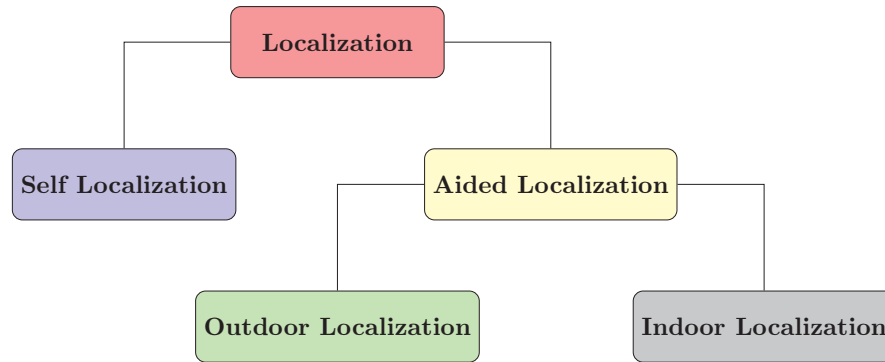 Localization
Self Localization
Aided Localization
Outdoor Localization
Indoor Localization